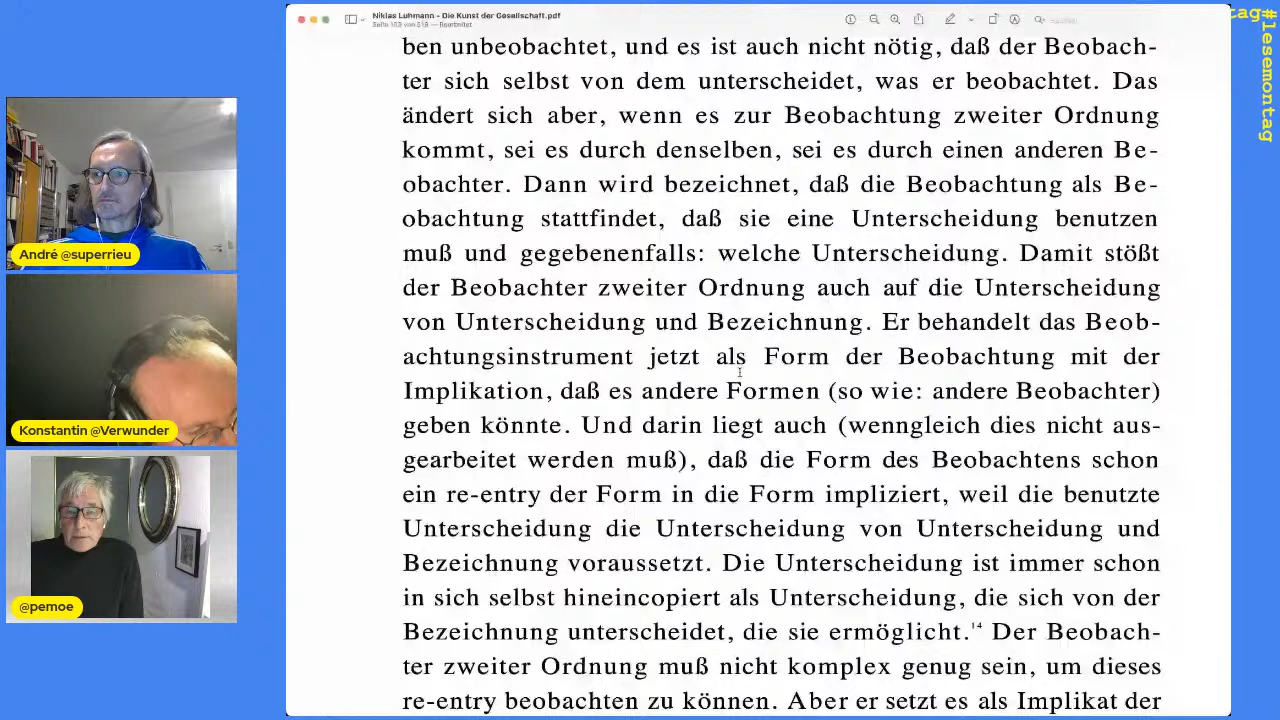 Niklas Luhmann - Die Kunst der Gesellschaft.pdf
ben unbeobachtet, und es ist auch nicht nötig, daß der Beobach-
ter sich selbst von dem unterscheidet, was er beobachtet. Das
ändert sich aber, wenn es zur Beobachtung zweiter Ordnung
kommt, sei es durch denselben, sei es durch einen anderen Be-
obachter. Dann wird bezeichnet, daß die Beobachtung als Be-
obachtung stattfindet, daß sie eine Unterscheidung benutzen
muß und gegebenenfalls: welche Unterscheidung. Damit stößt
der Beobachter zweiter Ordnung auch auf die Unterscheidung
von Unterscheidung und Bezeichnung. Er behandelt das Beob-
achtungsinstrument jetzt als Form der Beobachtung mit der
Implikation, daß es andere Formen (so wie: andere Beobachter)
geben könnte. Und darin liegt auch (wenngleich dies nicht aus-
gearbeitet werden muß), daß die Form des Beobachtens schon
ein re-entry der Form in die Form impliziert, weil die benutzte
Unterscheidung die Unterscheidung von Unterscheidung und
Bezeichnung voraussetzt. Die Unterscheidung ist immer schon
in sich selbst hineincopiert als Unterscheidung, die sich von der
Bezeichnung unterscheidet, die sie ermöglicht.¹⁴ Der Beobach-
ter zweiter Ordnung muß nicht komplex genug sein, um dieses
re-entry beobachten zu können. Aber er setzt es als Implikat der
André @superrieu
Konstantin @Verwunder
@pemoe
tag#
lesemontag